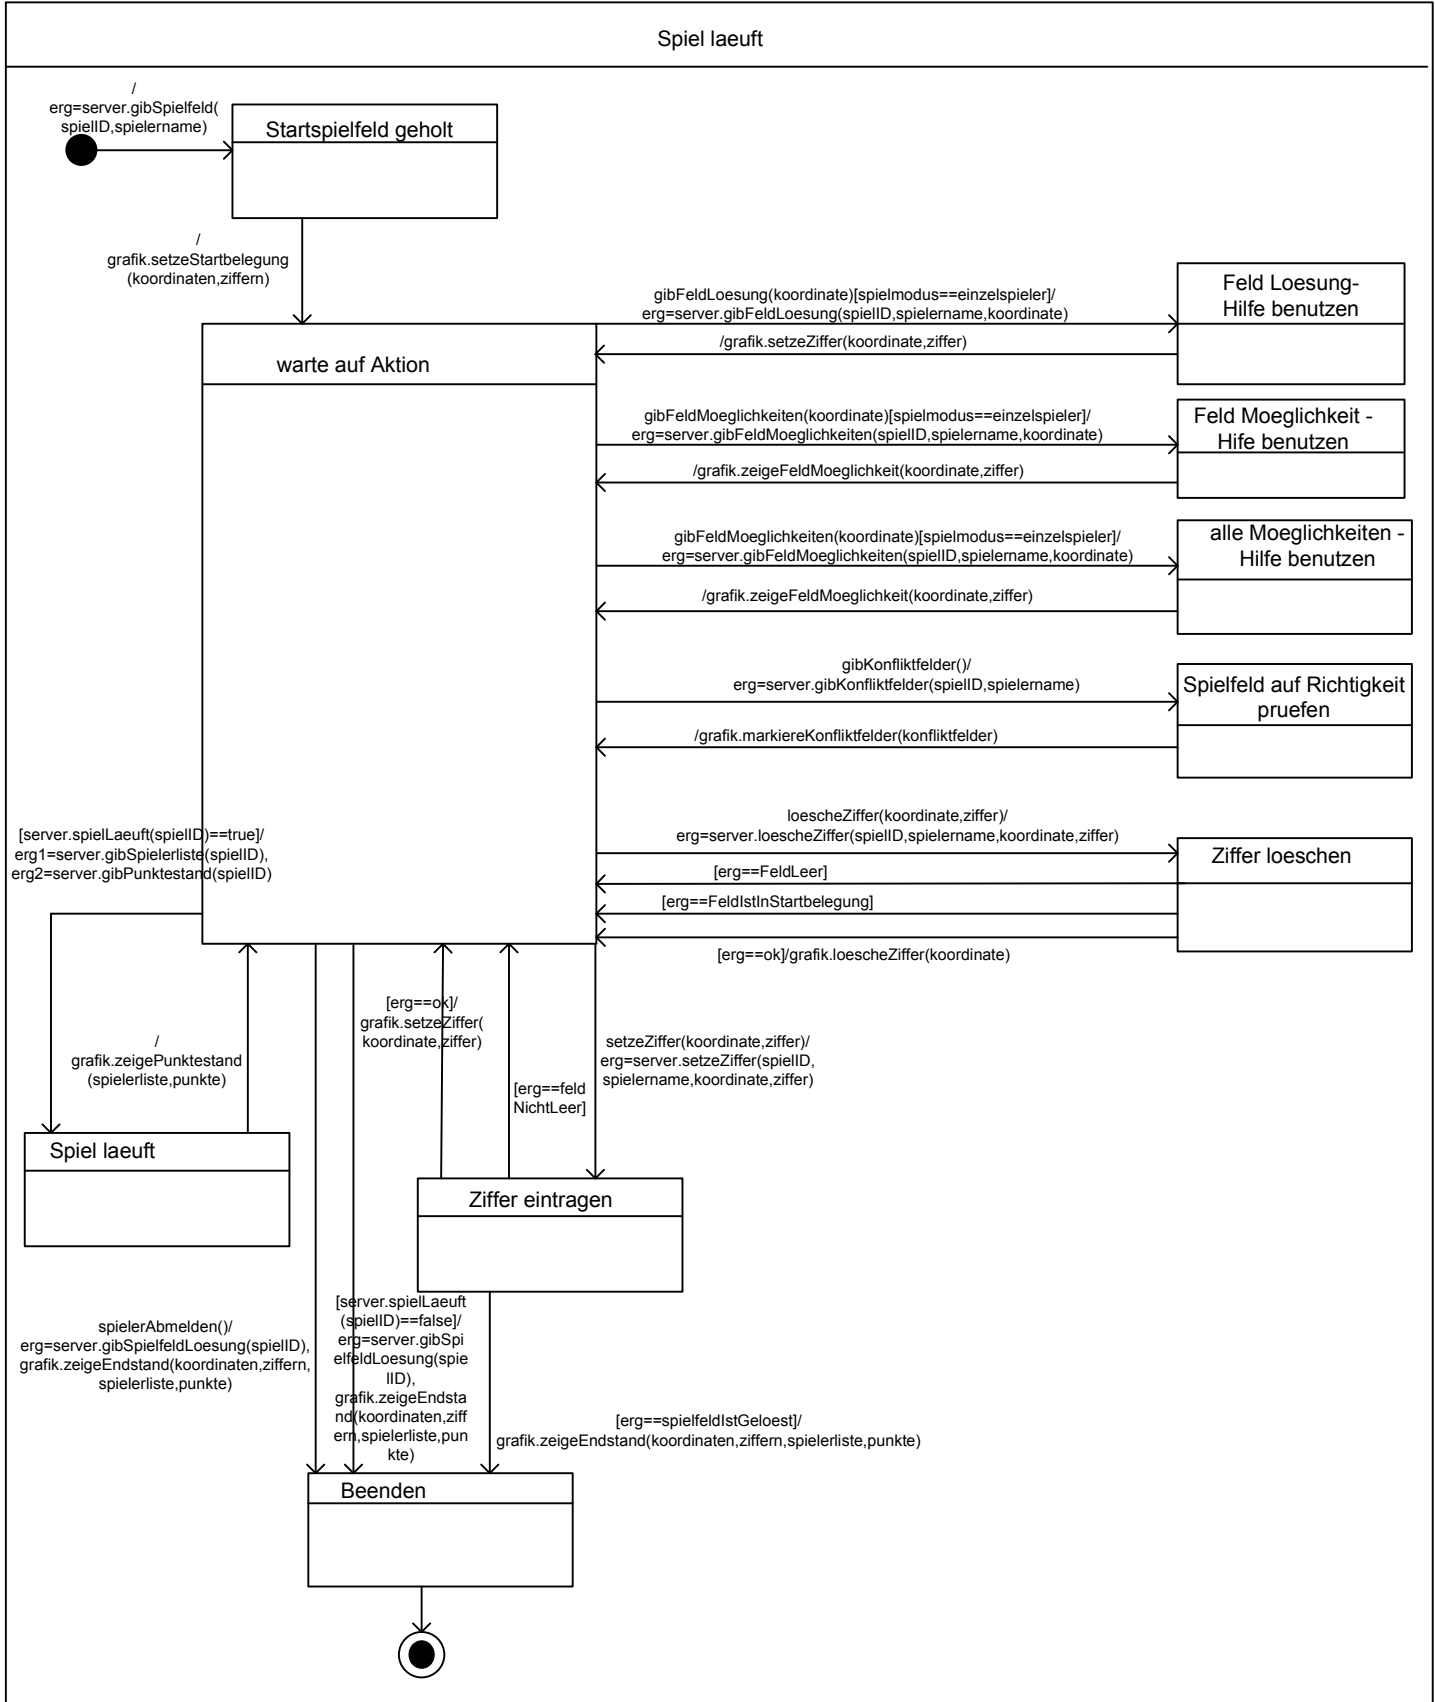 Spiel laeuft
/
erg=server.gibSpielfeld(
spielID,spielername)
Startspielfeld geholt
/
grafik.setzeStartbelegung
(koordinaten,ziffern)
gibFeldLoesung(koordinate)[spielmodus==einzelspieler]/
erg=server.gibFeldLoesung(spielID,spielername,koordinate)
/grafik.setzeZiffer(koordinate,ziffer)
Feld Loesung-
Hilfe benutzen
warte auf Aktion
gibFeldMoeglichkeiten(koordinate)[spielmodus==einzelspieler]/
erg=server.gibFeldMoeglichkeiten(spielID,spielername,koordinate)
/grafik.zeigeFeldMoeglichkeit(koordinate,ziffer)
Feld Moeglichkeit -
Hife benutzen
gibFeldMoeglichkeiten(koordinate)[spielmodus==einzelspieler]/
erg=server.gibFeldMoeglichkeiten(spielID,spielername,koordinate)
/grafik.zeigeFeldMoeglichkeit(koordinate,ziffer)
alle Moeglichkeiten -
Hilfe benutzen
gibKonfliktfelder()/
erg=server.gibKonfliktfelder(spielID,spielername)
/grafik.markiereKonfliktfelder(konfliktfelder)
Spielfeld auf Richtigkeit
pruefen
[server.spielLaeuft(spielID)==true]/
erg1=server.gibSpielerliste(spielID),
erg2=server.gibPunktestand(spielID)
loescheZiffer(koordinate,ziffer)/
erg=server.loescheZiffer(spielID,spielername,koordinate,ziffer)
[erg==FeldLeer]
[erg==FeldIstInStartbelegung]
[erg==ok]/grafik.loescheZiffer(koordinate)
Ziffer loeschen
/
grafik.zeigePunktestand
(spielerliste,punkte)
[erg==ok]/
grafik.setzeZiffer(
koordinate,ziffer)
[erg==feld
NichtLeer]
setzeZiffer(koordinate,ziffer)/
erg=server.setzeZiffer(spielID,
spielername,koordinate,ziffer)
Spiel laeuft
Ziffer eintragen
spielerAbmelden()/
erg=server.gibSpielfeldLoesung(spielID),
grafik.zeigeEndstand(koordinaten,ziffern,
spielerliste,punkte)
[server.spielLaeuft
(spielID)==false]/
erg=server.gibSpi
elfeldLoesung(spie
lID),
grafik.zeigeEndsta
nd(koordinaten,ziff
ern,spielerliste,pun
kte)
[erg==spielfeldIstGeloest]/
grafik.zeigeEndstand(koordinaten,ziffern,spielerliste,punkte)
Beenden